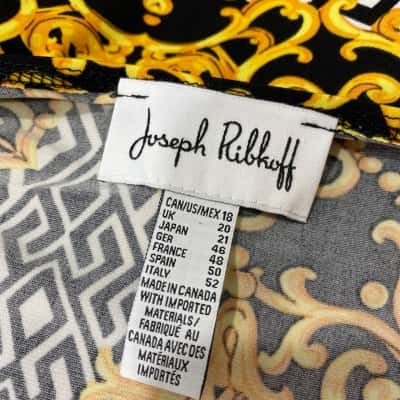 Joseph Ribkoff
CAN/US/MEX 18
UK 20
JAPAN 21
GER 46
FRANCE 48
SPAIN 50
ITALY 52
MADE IN CANADA
WITH IMPORTED
MATERIALS/
FABRIQUÉ AU
CANADA AVEC DES
MATÉRIAUX
IMPORTÉS